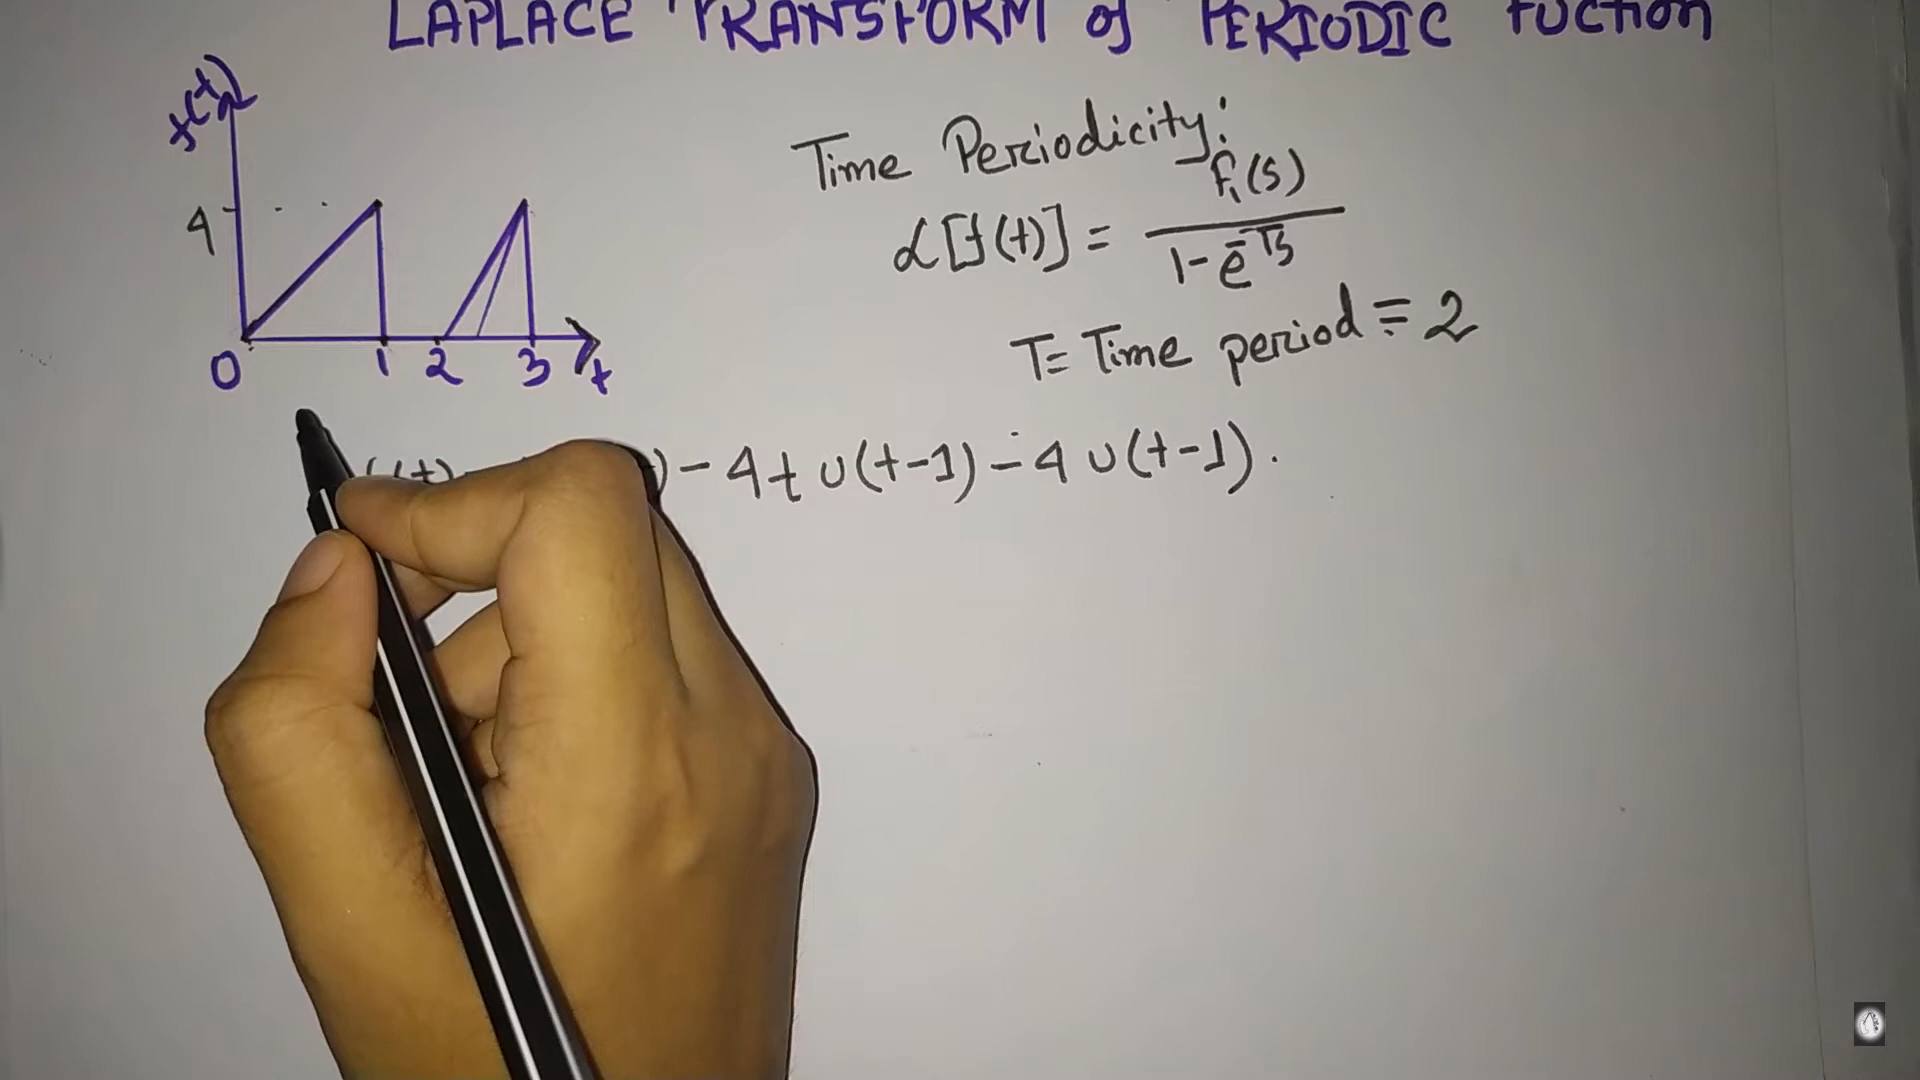 LAPLACE TRANSFORM of PERIODIC FUCTION
f(t)
4
0 1 2 3 t
Time Periodicity:
L[f(t)] = F₁(s) / 1-e^-Ts
T= Time period = 2
(t) ) - 4t u(t-1) - 4 u(t-1).